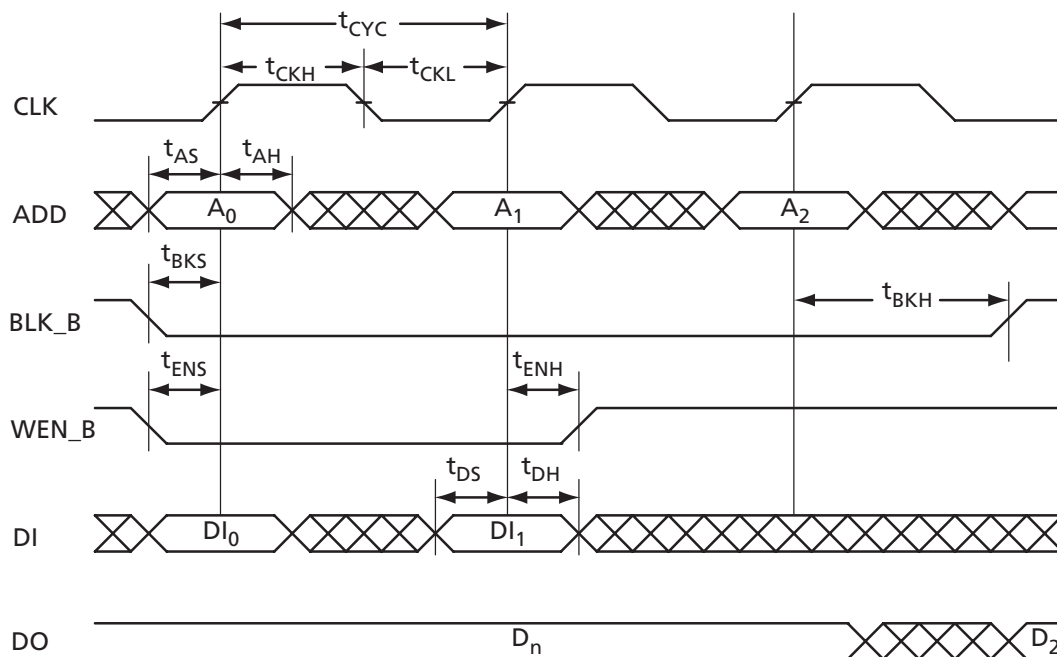 tCYC
tCKH tCKL
CLK
tAS tAH
ADD A0 A1 A2
tBKS
tBKH
BLK_B
tENS tENH
WEN_B
tDS tDH
DI DI0 DI1
DO Dn D2